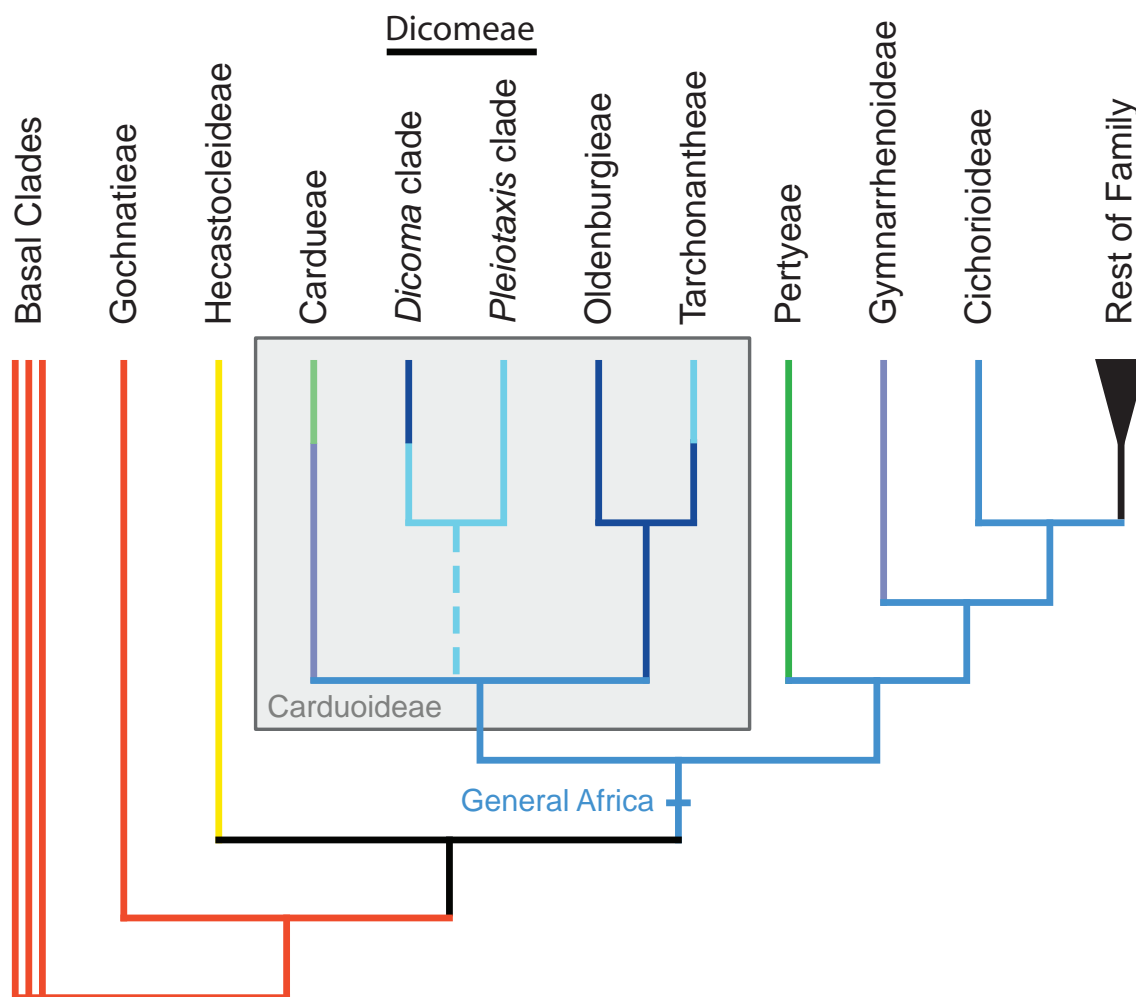 Dicomeae
Basal Clades
Gochnatieae
Hecastocleideae
Cardueae
Dicoma clade
Pleiotaxis clade
Oldenburgieae
Tarchonantheae
Pertyeae
Gymnarrhenoideae
Cichorioideae
Rest of Family
Carduoideae
General Africa